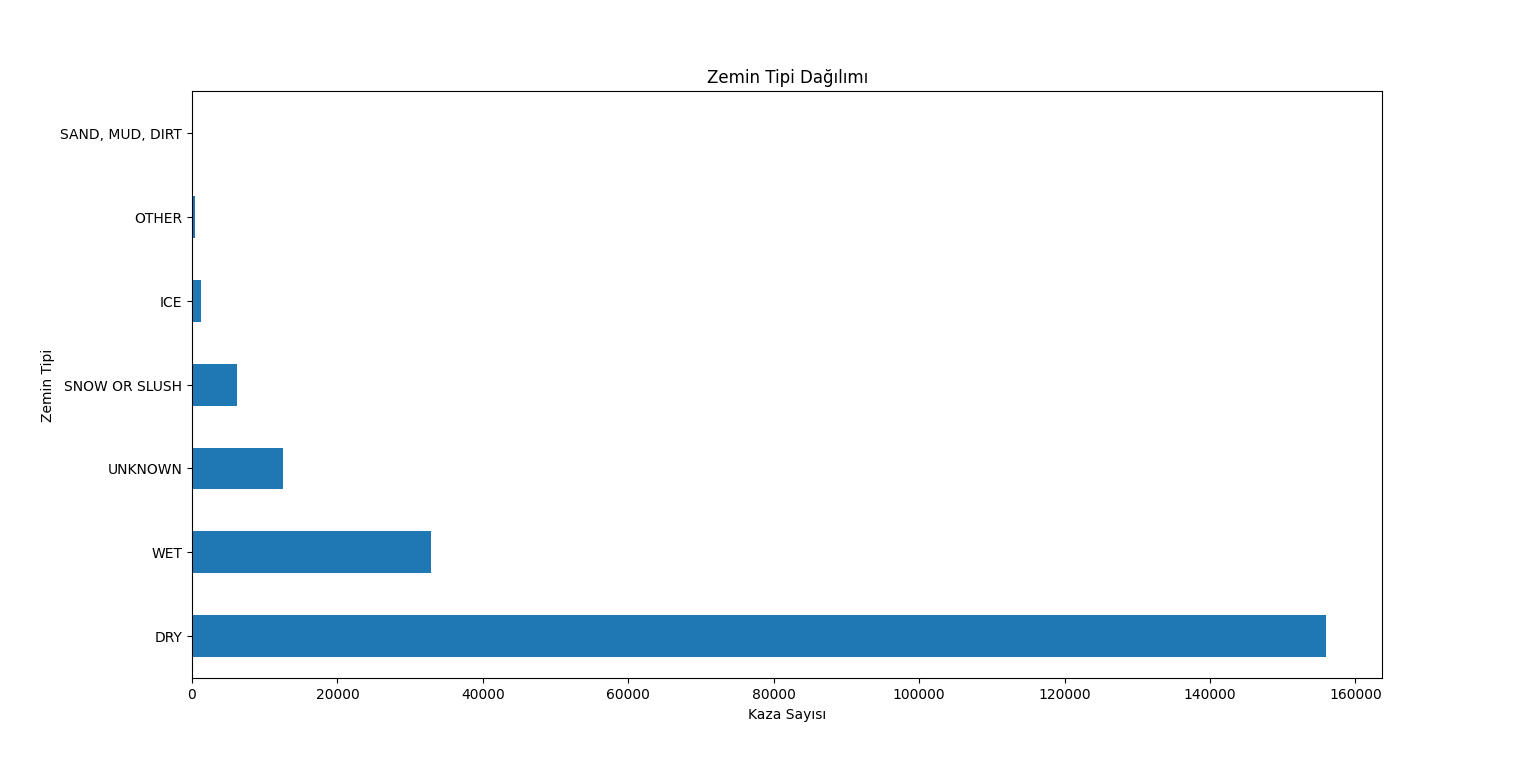 Zemin Tipi Dağılımı
SAND, MUD, DIRT
OTHER
ICE
SNOW OR SLUSH
UNKNOWN
WET
DRY
Zemin Tipi
0 20000 40000 60000 80000 100000 120000 140000 160000
Kaza Sayısı